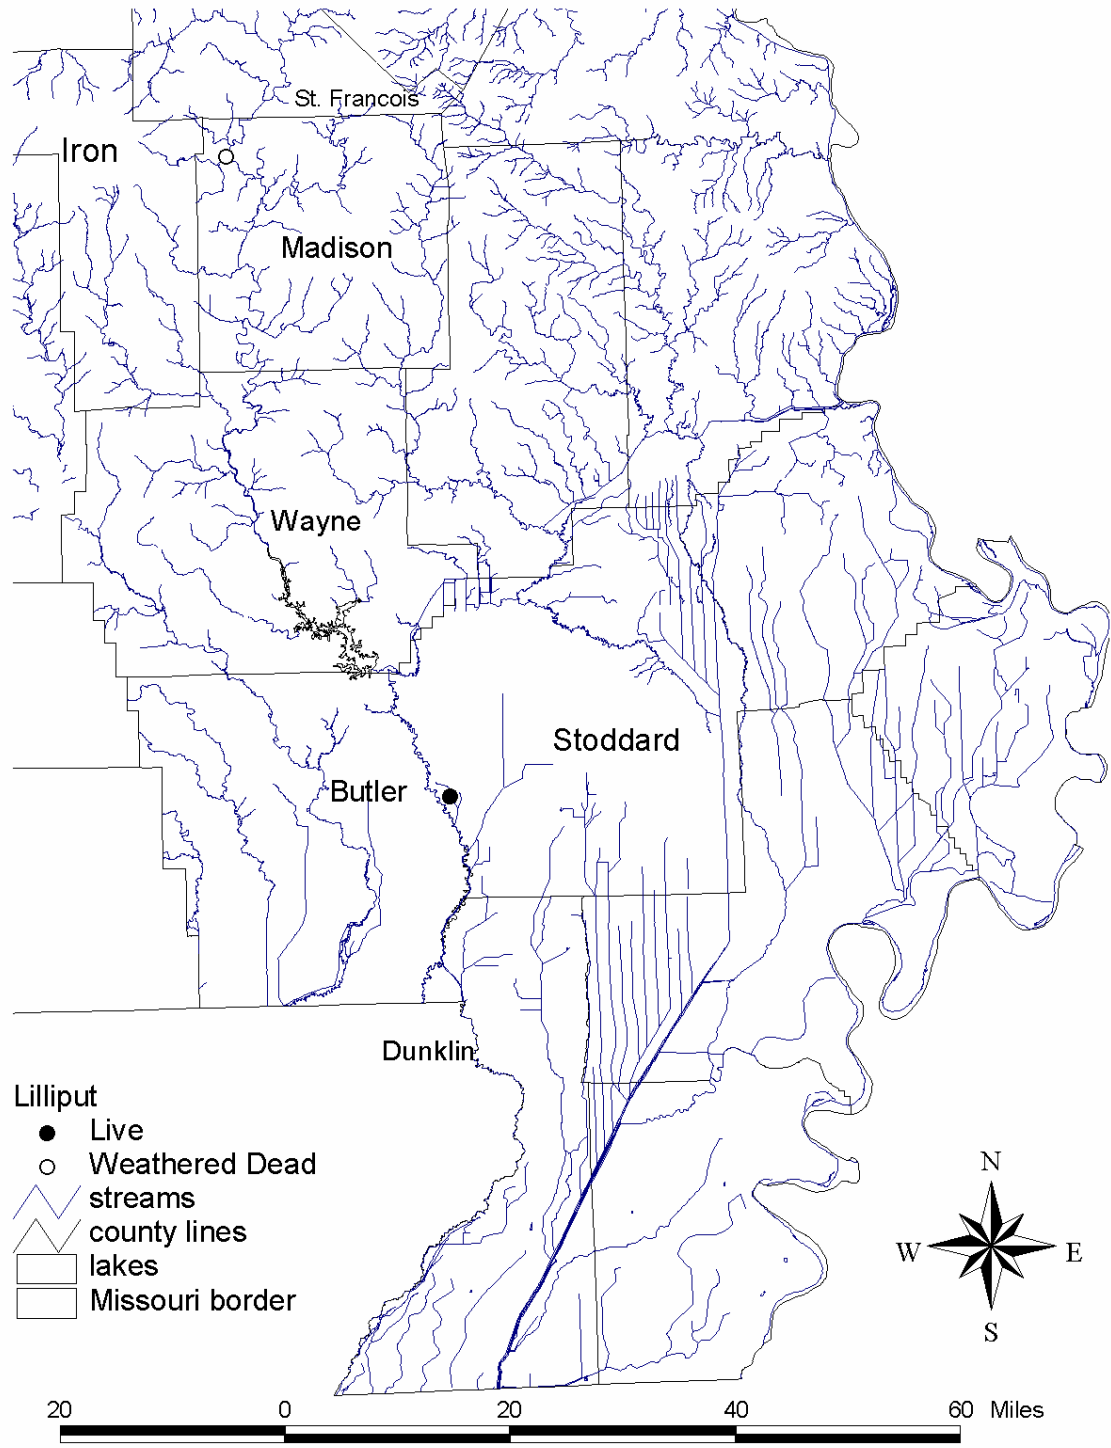 St. Francois
Iron
Madison
Wayne
Stoddard
Butler
Dunklin
Lilliput
Live
Weathered Dead
streams
county lines
lakes
Missouri border
N
W E
S
20 0 20 40 60 Miles